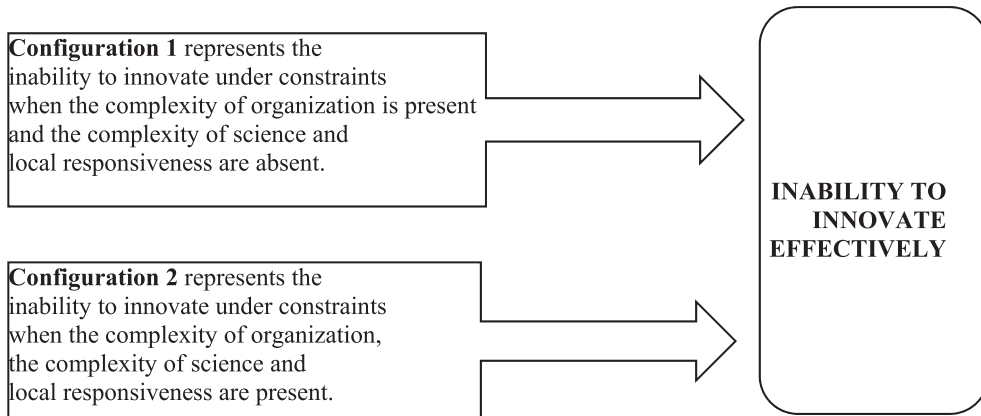 Configuration 1 represents the
inability to innovate under constraints
when the complexity of organization is present
and the complexity of science and
local responsiveness are absent.
INABILITY TO
INNOVATE
EFFECTIVELY
Configuration 2 represents the
inability to innovate under constraints
when the complexity of organization,
the complexity of science and
local responsiveness are present.